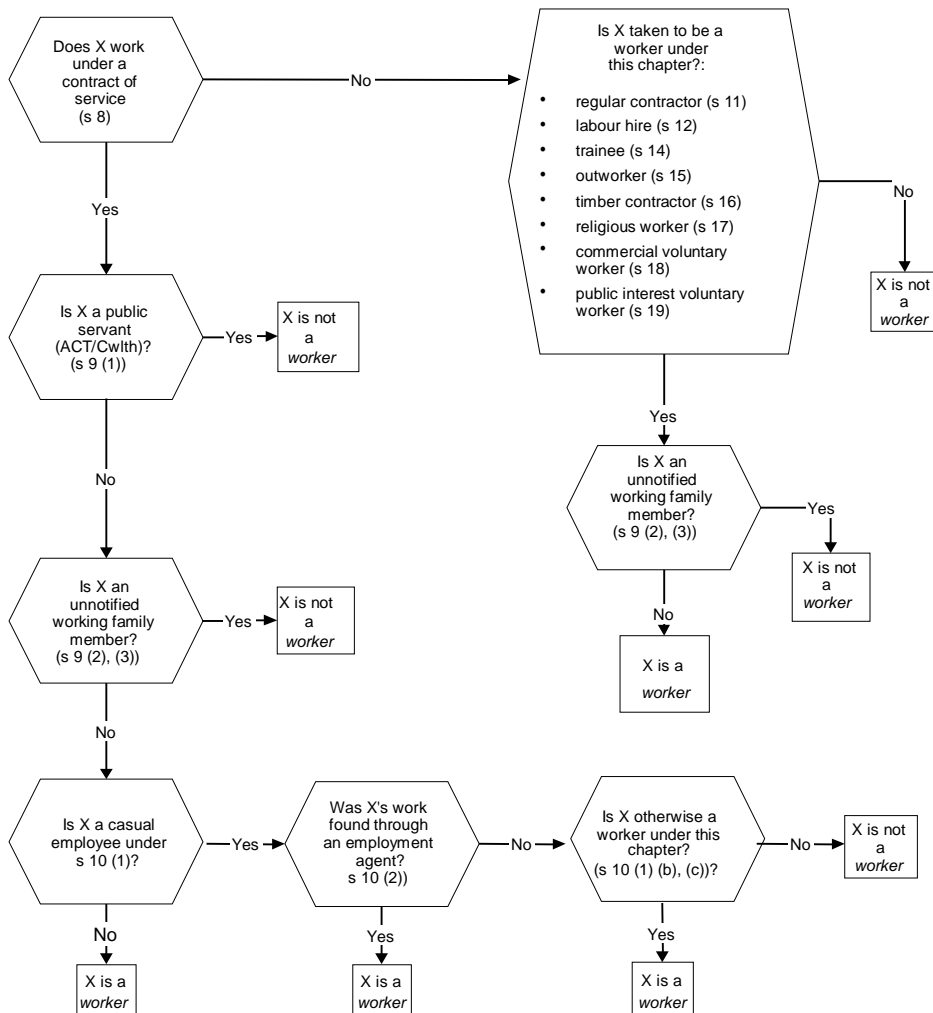 Does X work
under a
contract of
service
(s 8)
No
Is X taken to be a
worker under
this chapter?:
• regular contractor (s 11)
• labour hire (s 12)
• trainee (s 14)
• outworker (s 15)
• timber contractor (s 16)
• religious worker (s 17)
• commercial voluntary
worker (s 18)
• public interest voluntary
worker (s 19)
No
X is not
a
worker
Yes
Is X a public
servant
(ACT/Cwlth)?
(s 9 (1))
Yes
X is not
a
worker
Yes
Is X an
unnotified
working family
member?
(s 9 (2), (3))
Yes
X is not
a
worker
No
X is a
worker
No
Is X an
unnotified
working family
member?
(s 9 (2), (3))
Yes
X is not
a
worker
No
Is X a casual
employee under
s 10 (1)?
Yes
Was X's work
found through
an employment
agent?
s 10 (2))
No
Is X otherwise a
worker under this
chapter?
(s 10 (1) (b), (c))?
No
X is not
a
worker
No
X is a
worker
Yes
X is a
worker
Yes
X is a
worker